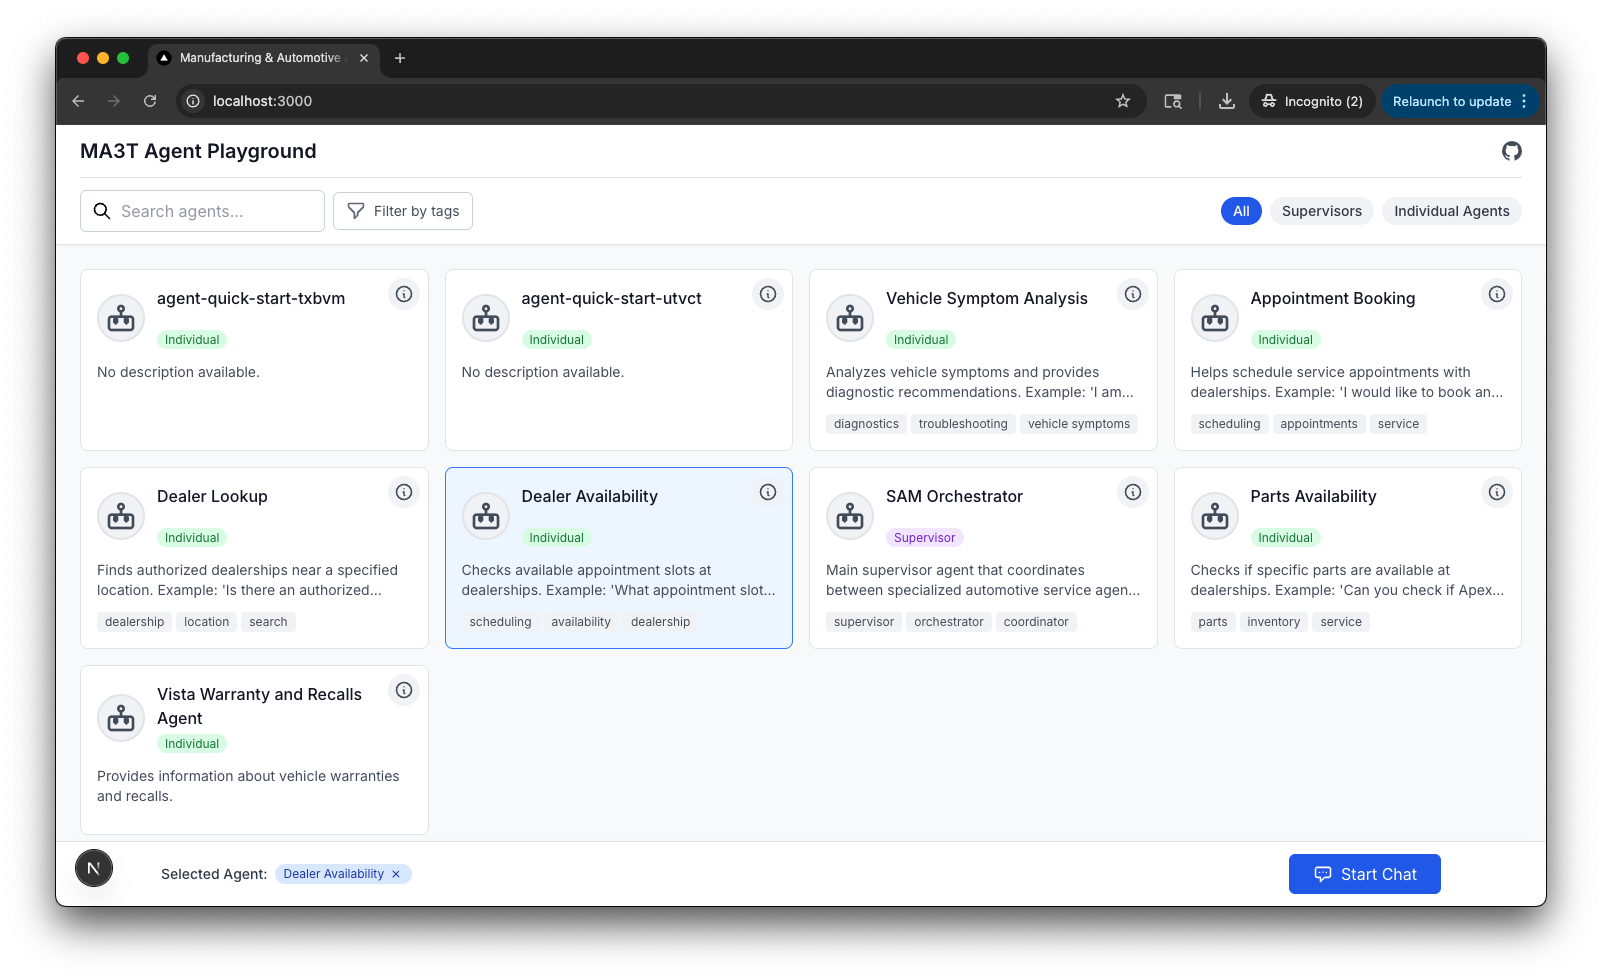 Manufacturing & Automotive
localhost:3000
Incognito (2)
Relaunch to update
MA3T Agent Playground
Search agents...
Filter by tags
All
Supervisors
Individual Agents
agent-quick-start-txbvm
Individual
No description available.
agent-quick-start-utvct
Individual
No description available.
Vehicle Symptom Analysis
Individual
Analyzes vehicle symptoms and provides
diagnostic recommendations. Example: 'I am...
diagnostics
troubleshooting
vehicle symptoms
Appointment Booking
Individual
Helps schedule service appointments with
dealerships. Example: 'I would like to book an...
scheduling
appointments
service
Dealer Lookup
Individual
Finds authorized dealerships near a specified
location. Example: 'Is there an authorized...
dealership
location
search
Dealer Availability
Individual
Checks available appointment slots at
dealerships. Example: 'What appointment slot...
scheduling
availability
dealership
SAM Orchestrator
Supervisor
Main supervisor agent that coordinates
between specialized automotive service agen...
supervisor
orchestrator
coordinator
Parts Availability
Individual
Checks if specific parts are available at
dealerships. Example: 'Can you check if Apex...
parts
inventory
service
Vista Warranty and Recalls
Agent
Individual
Provides information about vehicle warranties
and recalls.
N
Selected Agent:
Dealer Availability ×
Start Chat